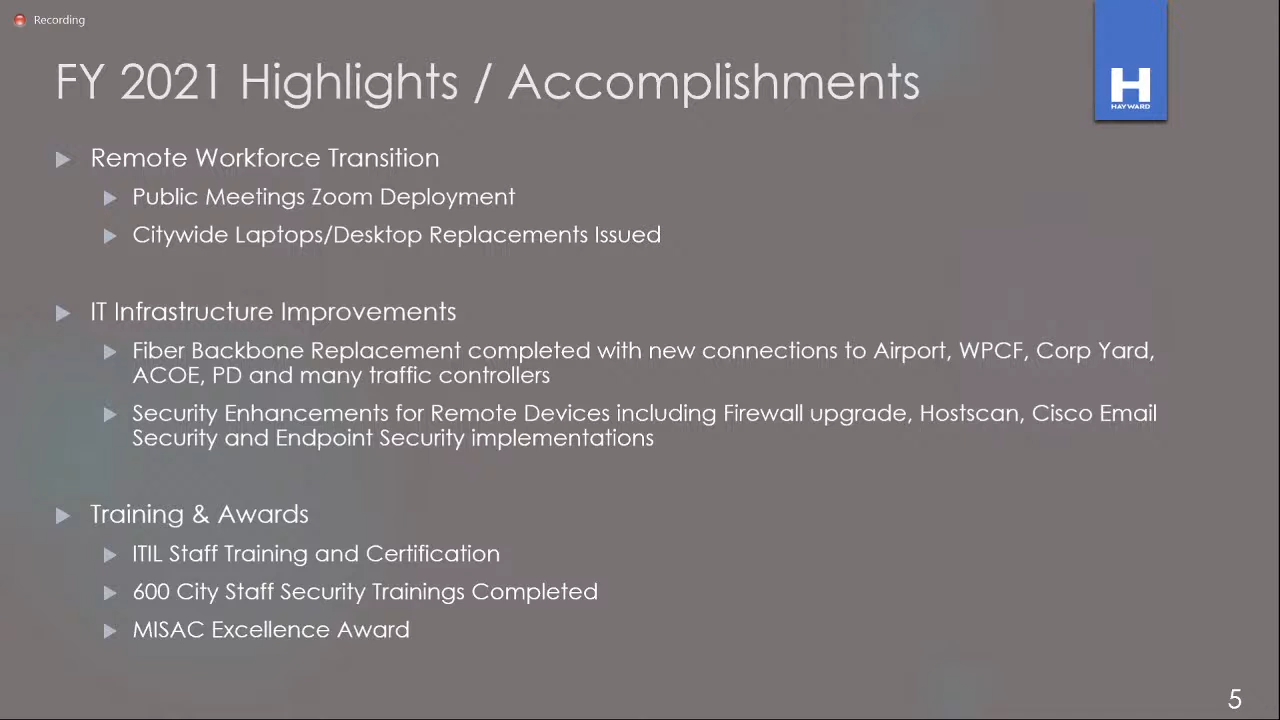 Recording
FY 2021 Highlights / Accomplishments
H
HAYWARD
Remote Workforce Transition
Public Meetings Zoom Deployment
Citywide Laptops/Desktop Replacements Issued
IT Infrastructure Improvements
Fiber Backbone Replacement completed with new connections to Airport, WPCF, Corp Yard,
ACOE, PD and many traffic controllers
Security Enhancements for Remote Devices including Firewall upgrade, Hostscan, Cisco Email
Security and Endpoint Security implementations
Training & Awards
ITIL Staff Training and Certification
600 City Staff Security Trainings Completed
MISAC Excellence Award
5